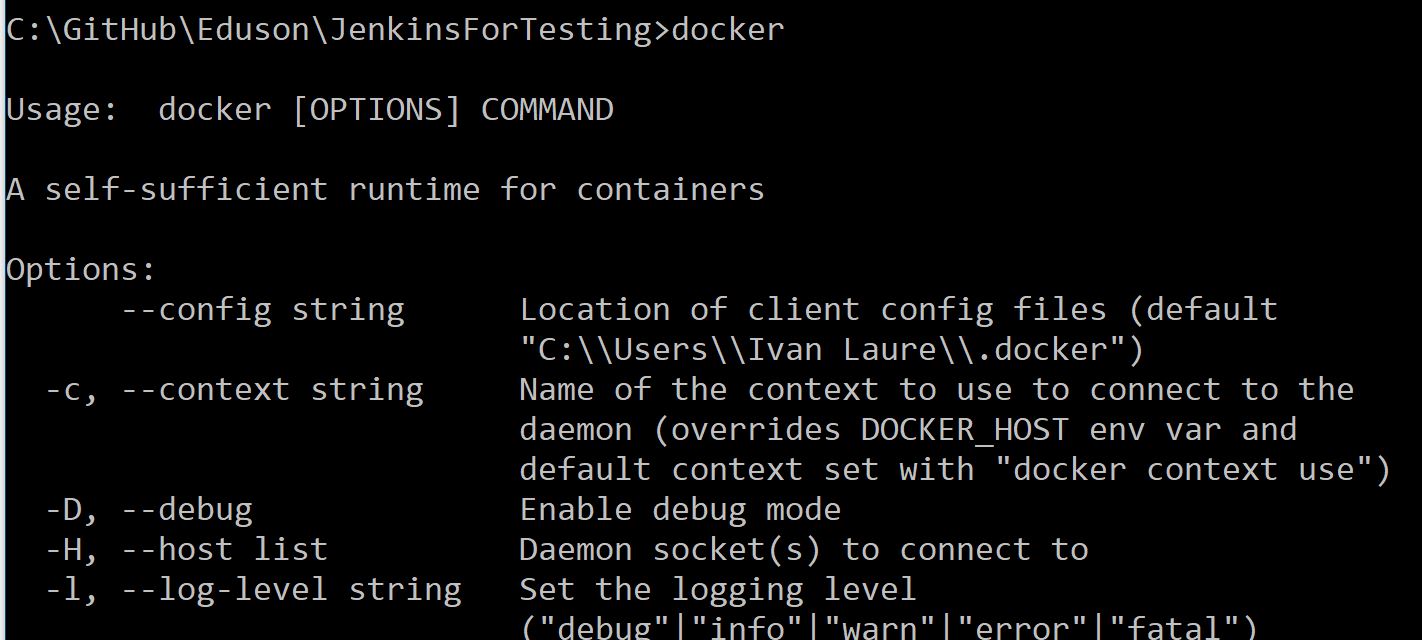 C:\GitHub\Eduson\JenkinsForTesting>docker
Usage:  docker [OPTIONS] COMMAND
A self-sufficient runtime for containers
Options:
      --config string      Location of client config files (default
                           "C:\\Users\\Ivan Laure\\.docker")
  -c, --context string     Name of the context to use to connect to the
                           daemon (overrides DOCKER_HOST env var and
                           default context set with "docker context use")
  -D, --debug              Enable debug mode
  -H, --host list          Daemon socket(s) to connect to
  -l, --log-level string   Set the logging level
                           ("debug"|"info"|"warn"|"error"|"fatal")